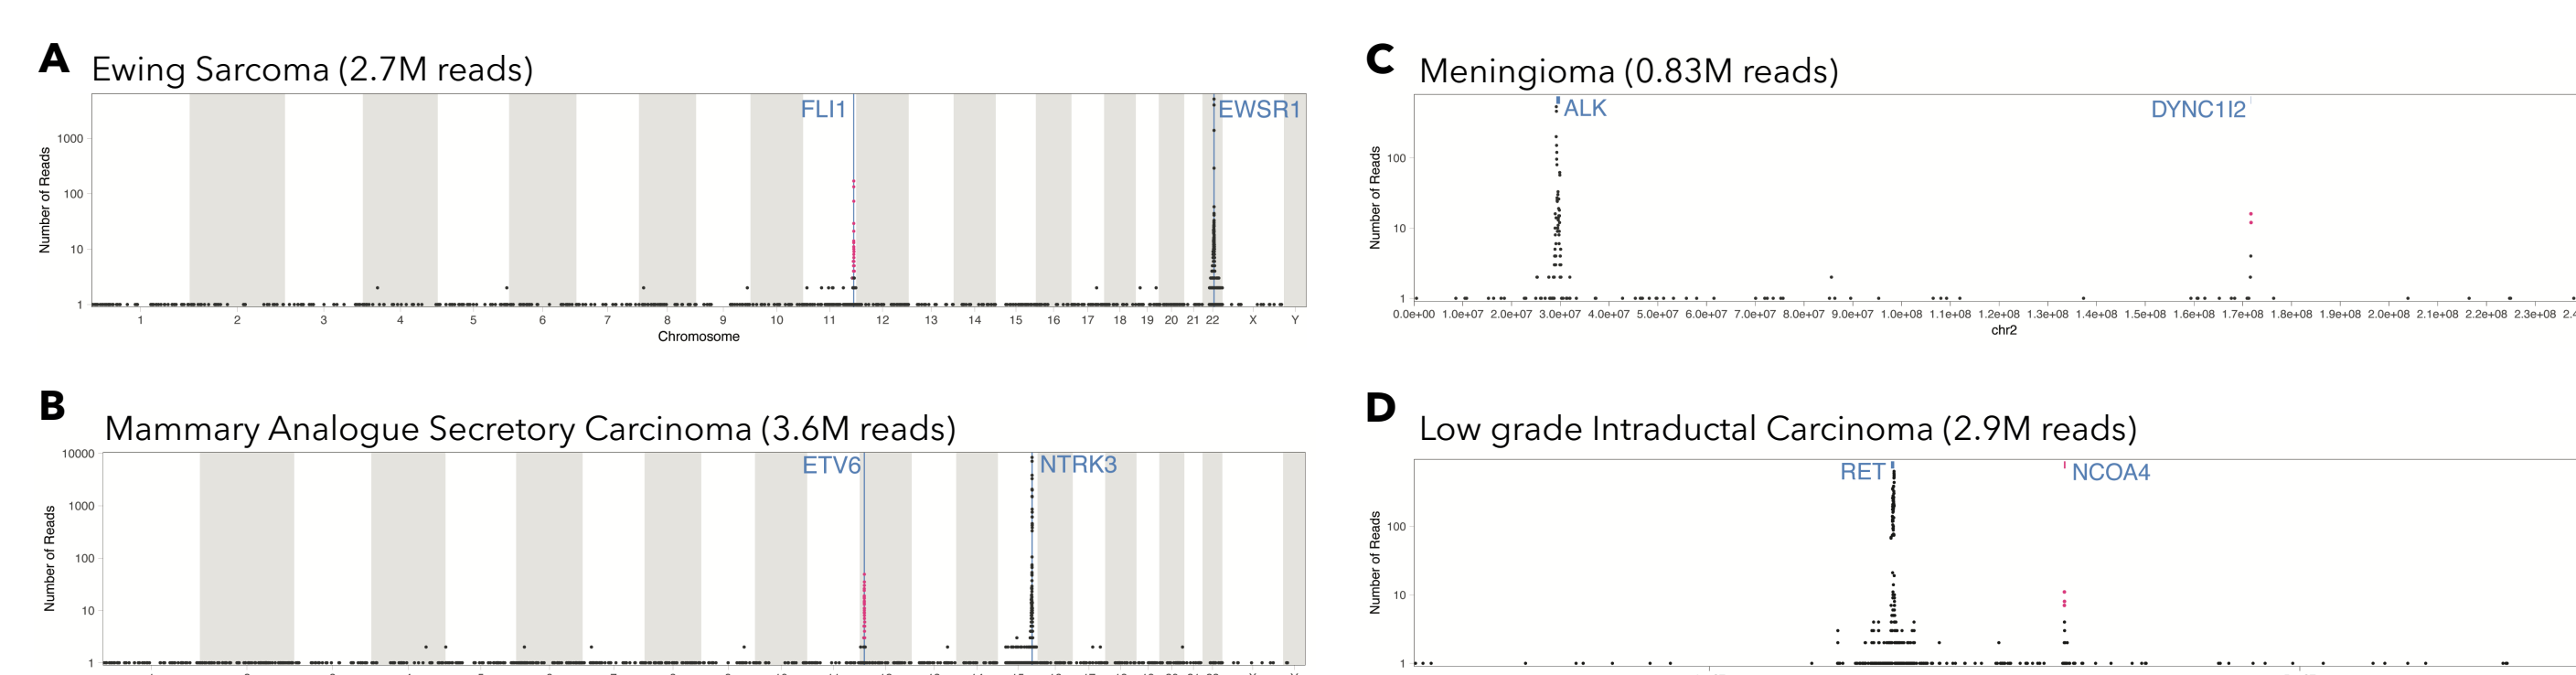 A Ewing Sarcoma (2.7M reads)
FLI1 EWSR1
Number of Reads
1000
100
10
1
1 2 3 4 5 6 7 8 9 10 11 12 13 14 15 16 17 18 19 20 21 22 X Y
Chromosome
B Mammary Analogue Secretory Carcinoma (3.6M reads)
ETV6 NTRK3
Number of Reads
10000
1000
100
10
1
C Meningioma (0.83M reads)
ALK DYNC1I2
Number of Reads
100
10
1
0.0e+00 1.0e+07 2.0e+07 3.0e+07 4.0e+07 5.0e+07 6.0e+07 7.0e+07 8.0e+07 9.0e+07 1.0e+08 1.1e+08 1.2e+08 1.3e+08 1.4e+08 1.5e+08 1.6e+08 1.7e+08 1.8e+08 1.9e+08 2.0e+08 2.1e+08 2.2e+08 2.3e+08 2.4
chr2
D Low grade Intraductal Carcinoma (2.9M reads)
RET NCOA4
Number of Reads
100
10
1